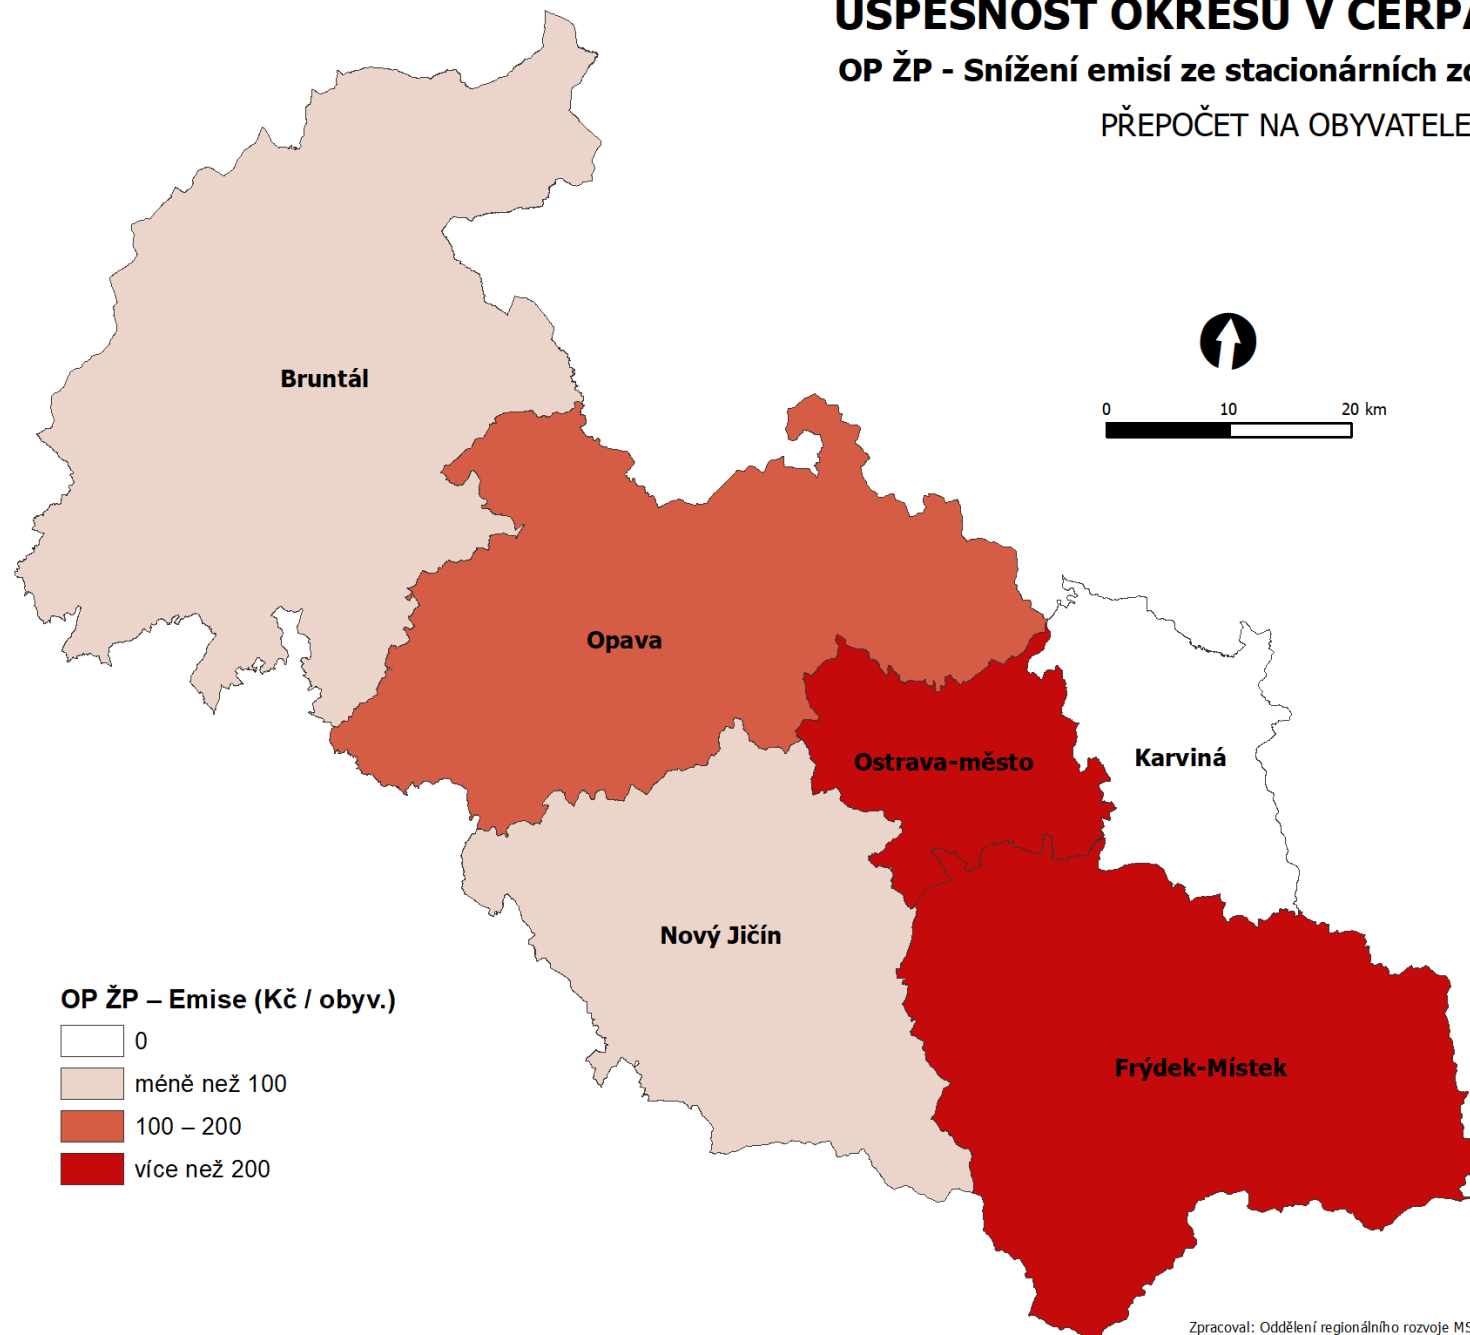 OP ŽP - Snížení emisí ze stacionárních
PŘEPOČET NA OBYVATELE
Bruntál
0 10 20 km
Opava
Ostrava-město
Karviná
Nový Jičín
Frýdek-Místek
OP ŽP – Emise (Kč / obyv.)
0
méně než 100
100 – 200
více než 200
Zpracoval: Oddělení regionálního rozvoje